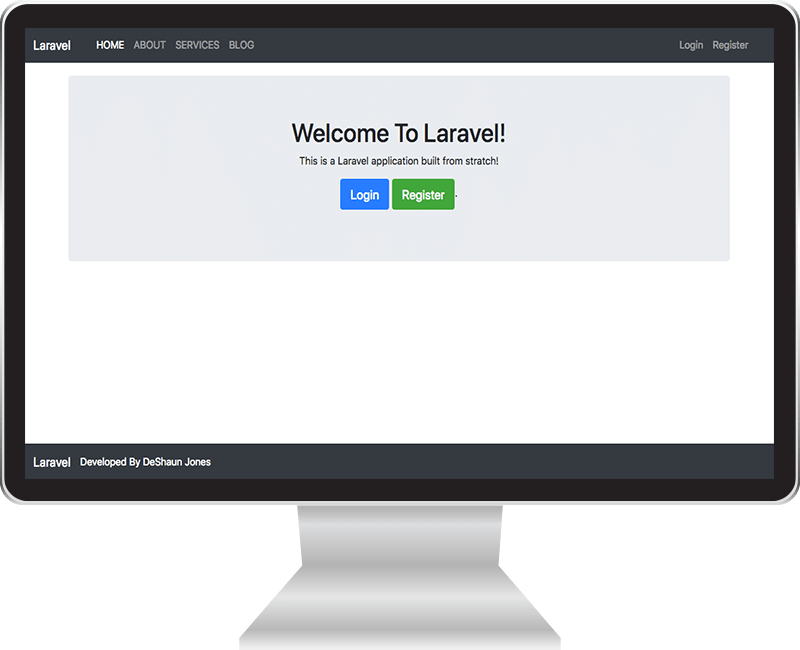 Laravel HOME ABOUT SERVICES BLOG Login Register
Welcome To Laravel!
This is a Laravel application built from stratch!
Login Register.
Laravel Developed By DeShaun Jones